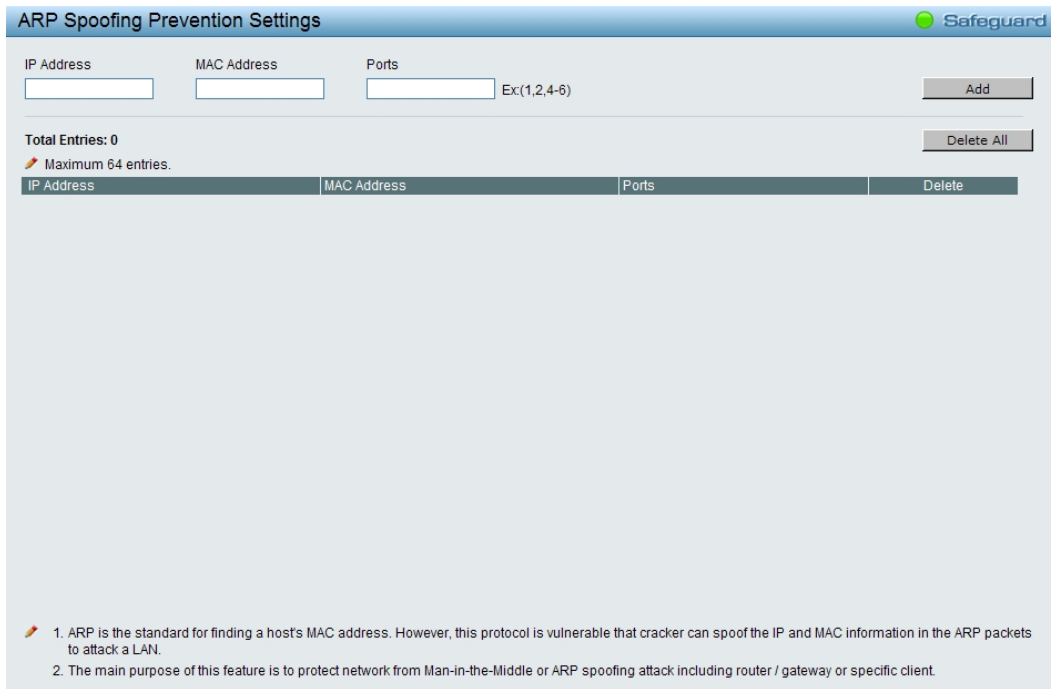 ARP Spoofing Prevention Settings
Safeguard
IP Address MAC Address Ports
Ex:(1,2,4-6)
Add
Total Entries: 0
Delete All
Maximum 64 entries.
IP Address MAC Address Ports Delete
1. ARP is the standard for finding a host's MAC address. However, this protocol is vulnerable that cracker can spoof the IP and MAC information in the ARP packets
to attack a LAN.
2. The main purpose of this feature is to protect network from Man-in-the-Middle or ARP spoofing attack including router / gateway or specific client.